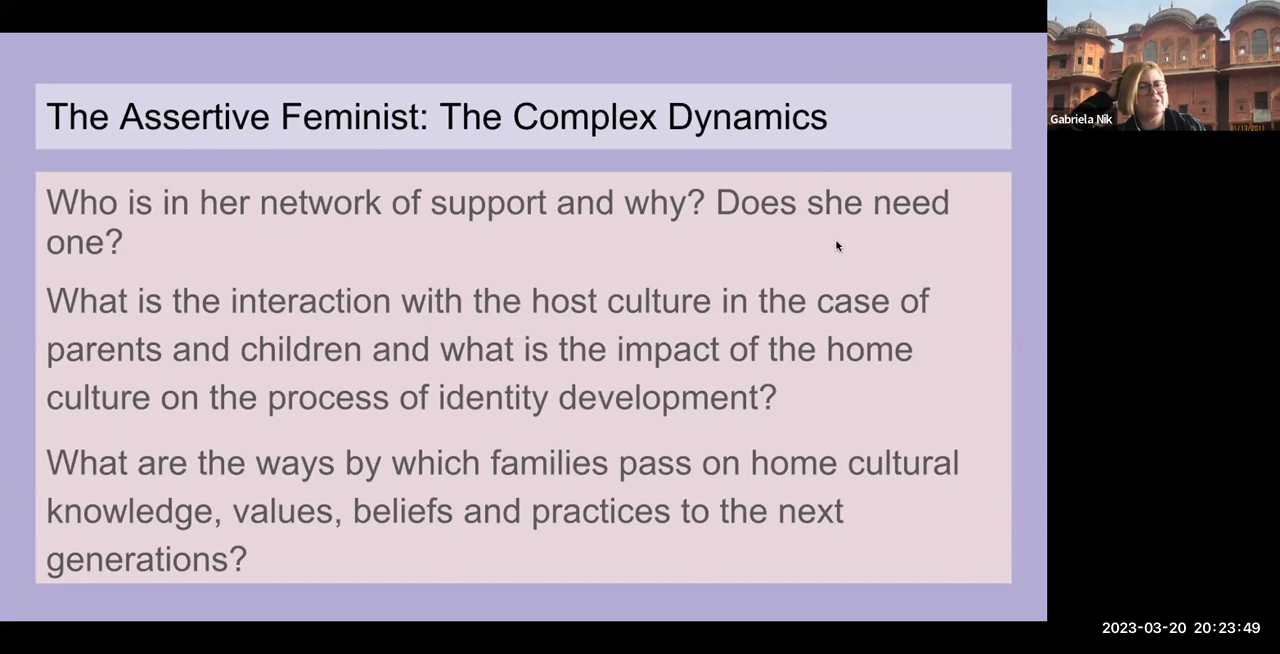 The Assertive Feminist: The Complex Dynamics
Who is in her network of support and why? Does she need
one?
What is the interaction with the host culture in the case of
parents and children and what is the impact of the home
culture on the process of identity development?
What are the ways by which families pass on home cultural
knowledge, values, beliefs and practices to the next
generations?
Gabriela Nik
01/13/2011
2023-03-20 20:23:49